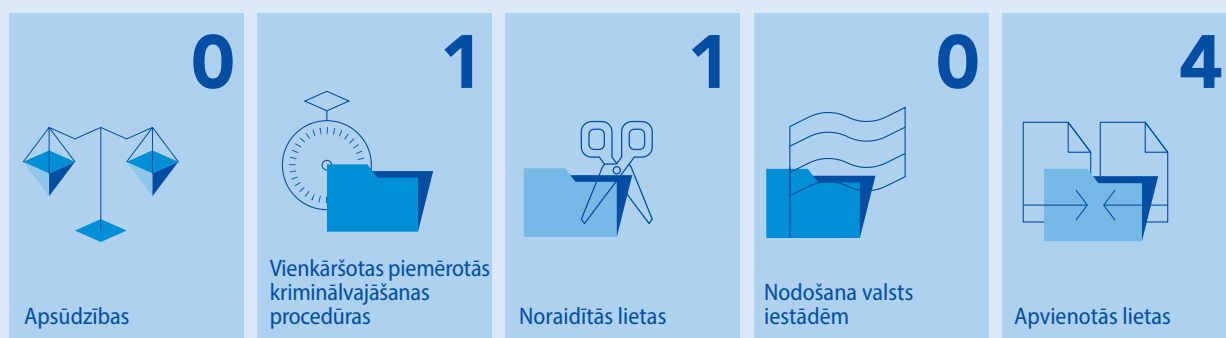 0
Apsūdzības
1
Vienkāršotas piemērotās
kriminālvajāšanas
procedūras
1
Noraidītās lietas
0
Nodošana valsts
iestādēm
4
Apvienotās lietas